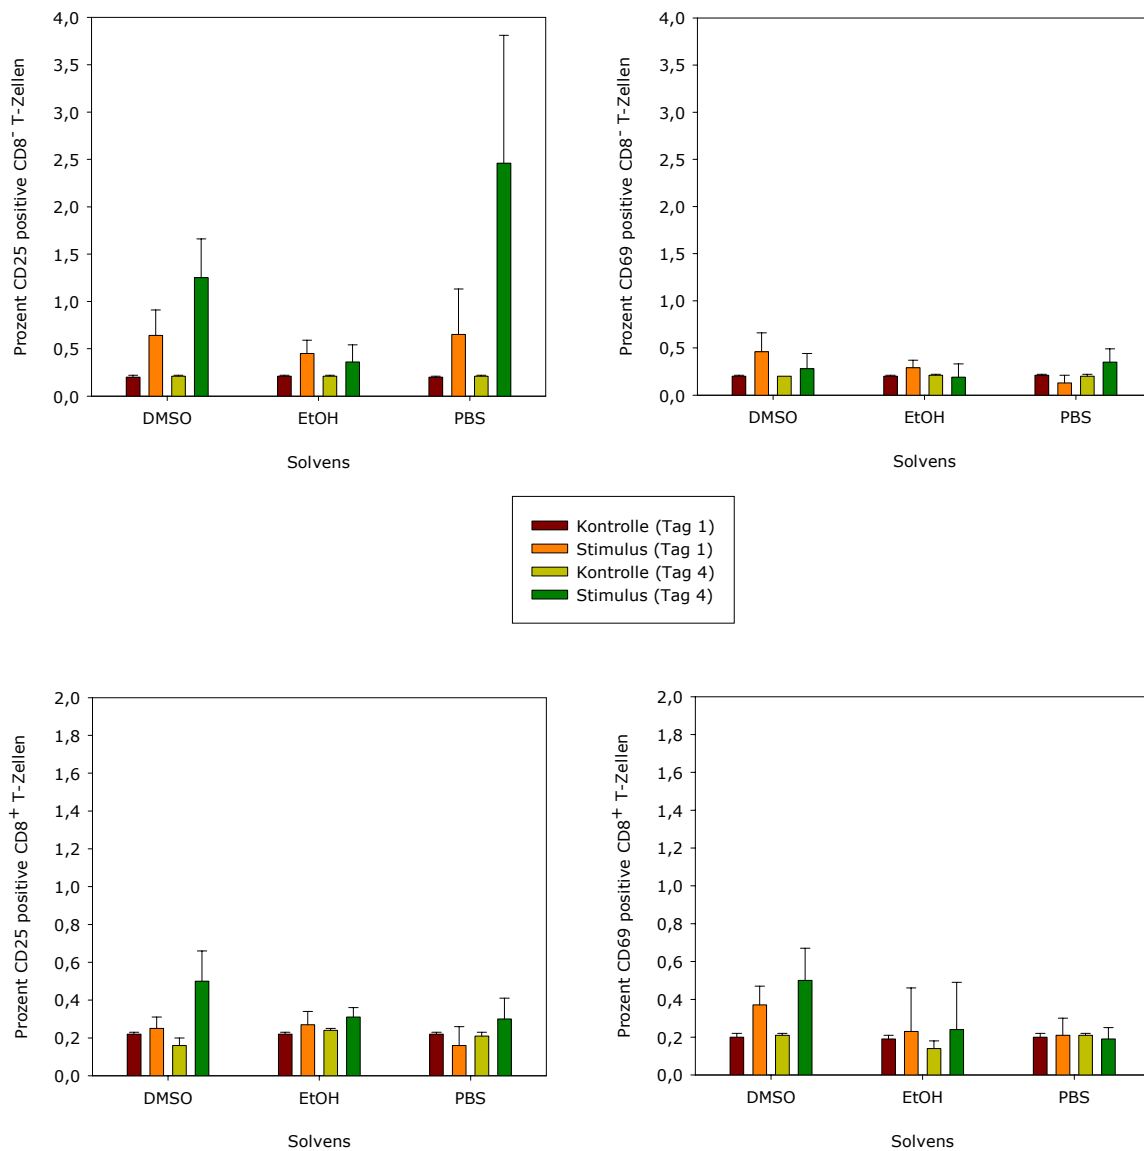 Prozent CD25 positive CD8⁻ T-Zellen
4,0
3,5
3,0
2,5
2,0
1,5
1,0
0,5
0,0
DMSO EtOH PBS
Solvens
Prozent CD69 positive CD8⁻ T-Zellen
4,0
3,5
3,0
2,5
2,0
1,5
1,0
0,5
0,0
DMSO EtOH PBS
Solvens
Kontrolle (Tag 1)
Stimulus (Tag 1)
Kontrolle (Tag 4)
Stimulus (Tag 4)
Prozent CD25 positive CD8⁺ T-Zellen
2,0
1,8
1,6
1,4
1,2
1,0
0,8
0,6
0,4
0,2
0,0
DMSO EtOH PBS
Solvens
Prozent CD69 positive CD8⁺ T-Zellen
2,0
1,8
1,6
1,4
1,2
1,0
0,8
0,6
0,4
0,2
0,0
DMSO EtOH PBS
Solvens